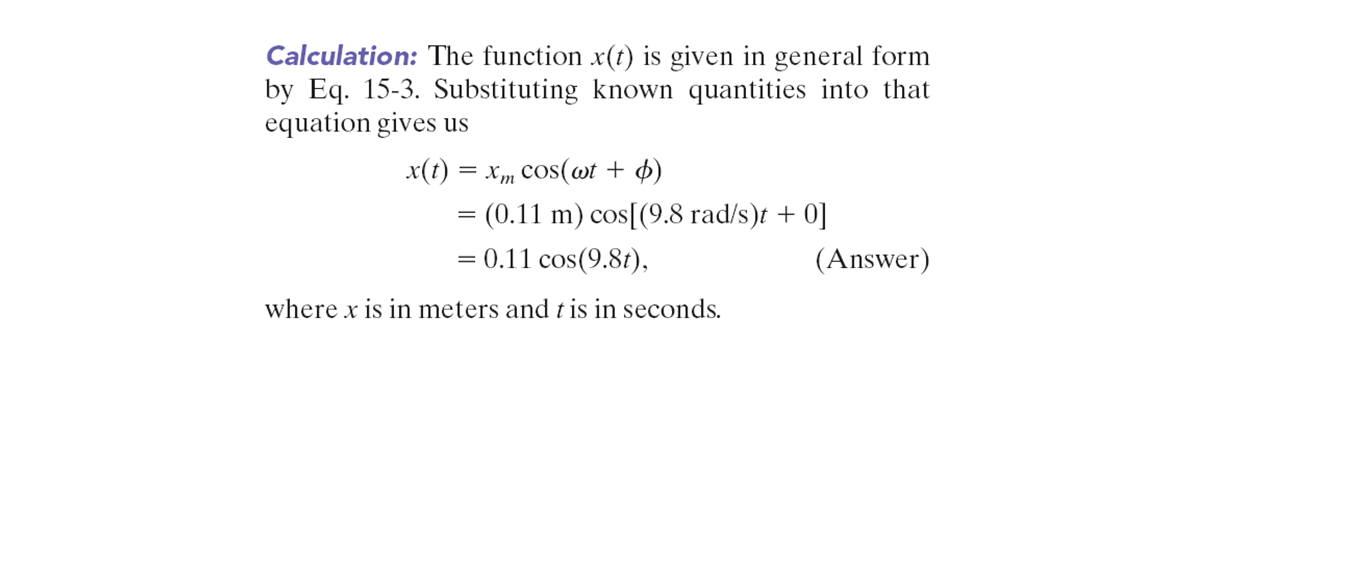 Calculation: The function x(t) is given in general form
by Eq. 15-3. Substituting known quantities into that
equation gives us
x(t) = xₘ cos(ωt + ϕ)
= (0.11 m) cos[(9.8 rad/s)t + 0]
= 0.11 cos(9.8t), (Answer)
where x is in meters and t is in seconds.